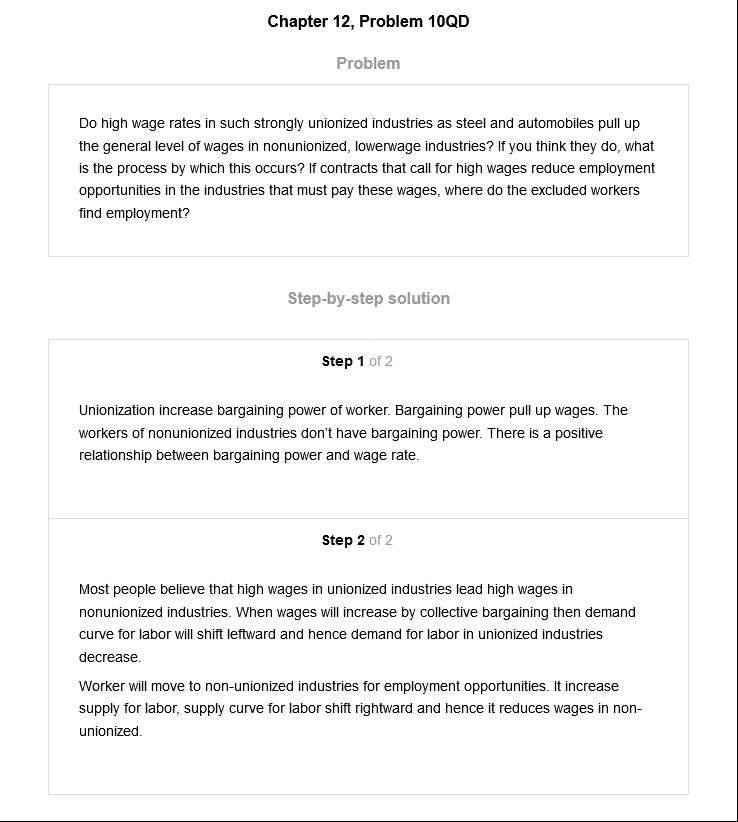 Chapter 12, Problem 10QD
Problem
Do high wage rates in such strongly unionized industries as steel and automobiles pull up
the general level of wages in nonunionized, lowerwage industries? If you think they do, what
is the process by which this occurs? If contracts that call for high wages reduce employment
opportunities in the industries that must pay these wages, where do the excluded workers
find employment?
Step-by-step solution
Step 1 of 2
Unionization increase bargaining power of worker. Bargaining power pull up wages. The
workers of nonunionized industries don’t have bargaining power. There is a positive
relationship between bargaining power and wage rate.
Step 2 of 2
Most people believe that high wages in unionized industries lead high wages in
nonunionized industries. When wages will increase by collective bargaining then demand
curve for labor will shift leftward and hence demand for labor in unionized industries
decrease.
Worker will move to non-unionized industries for employment opportunities. It increase
supply for labor, supply curve for labor shift rightward and hence it reduces wages in non-
unionized.